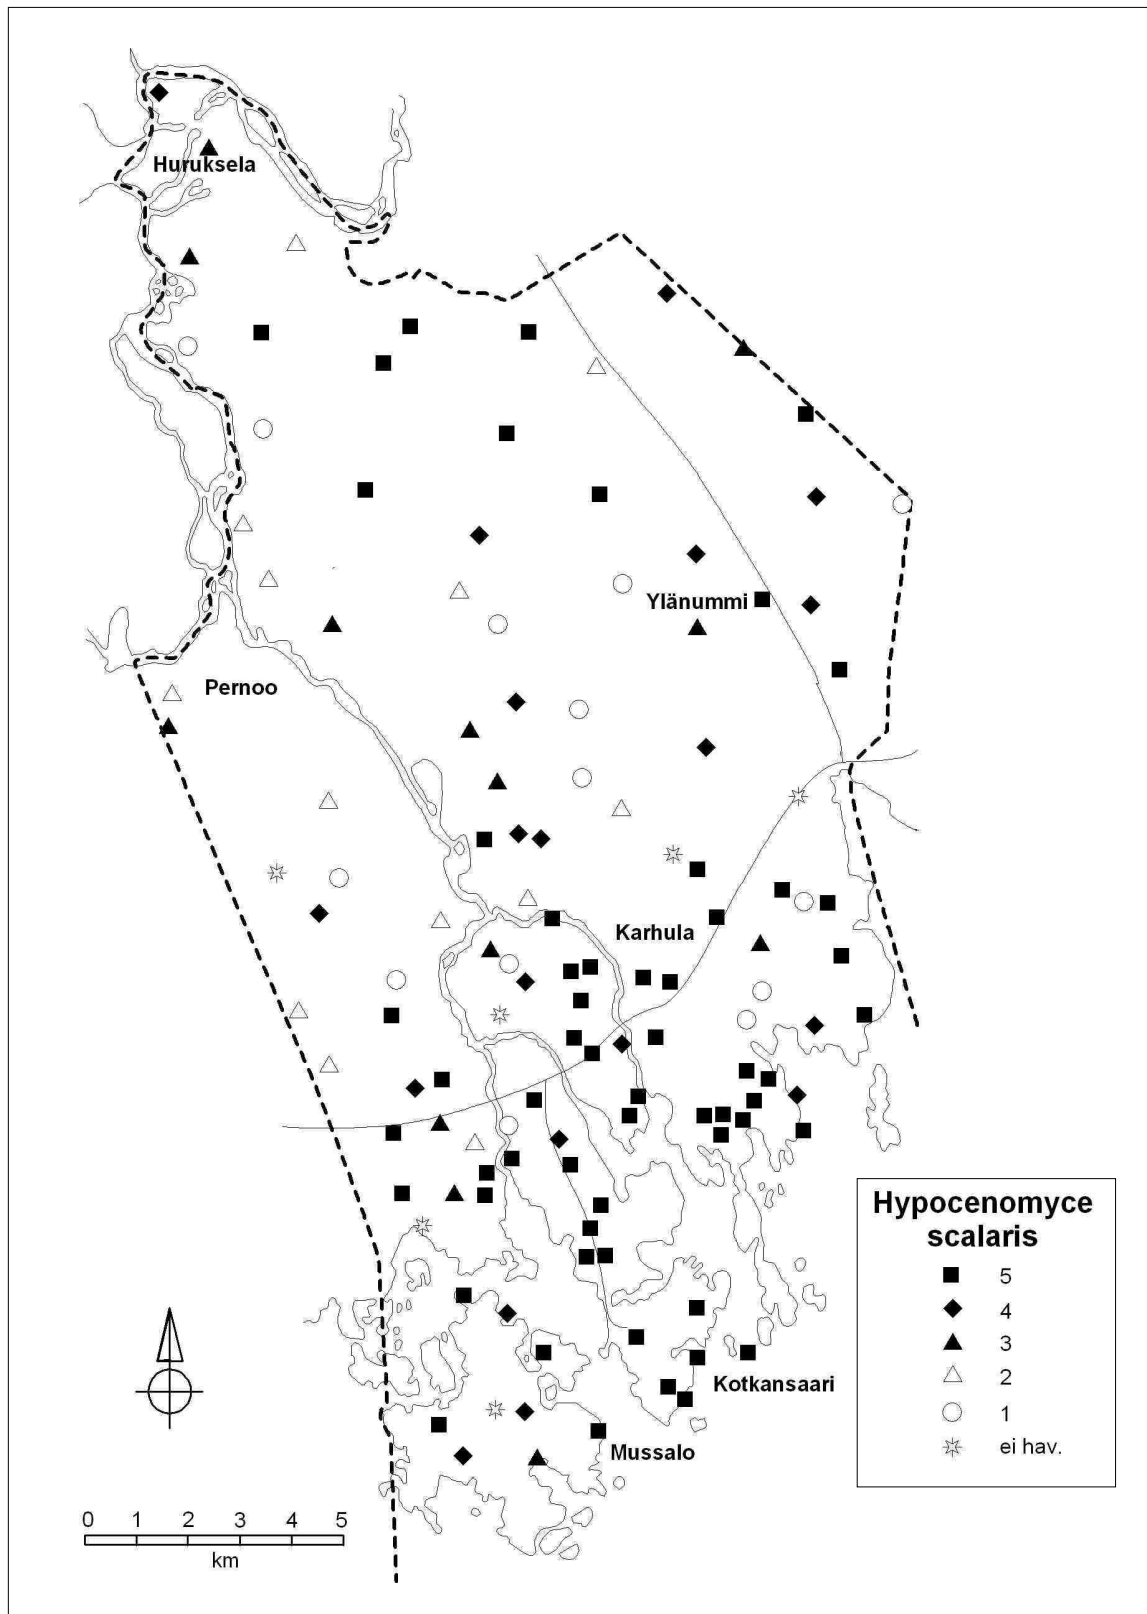 Huruksela
Ylänummi
Pernoo
Karhula
Hypocenomyce
scalaris
5
4
3
2
1
ei hav.
Kotkansaari
Mussalo
0 1 2 3 4 5
km